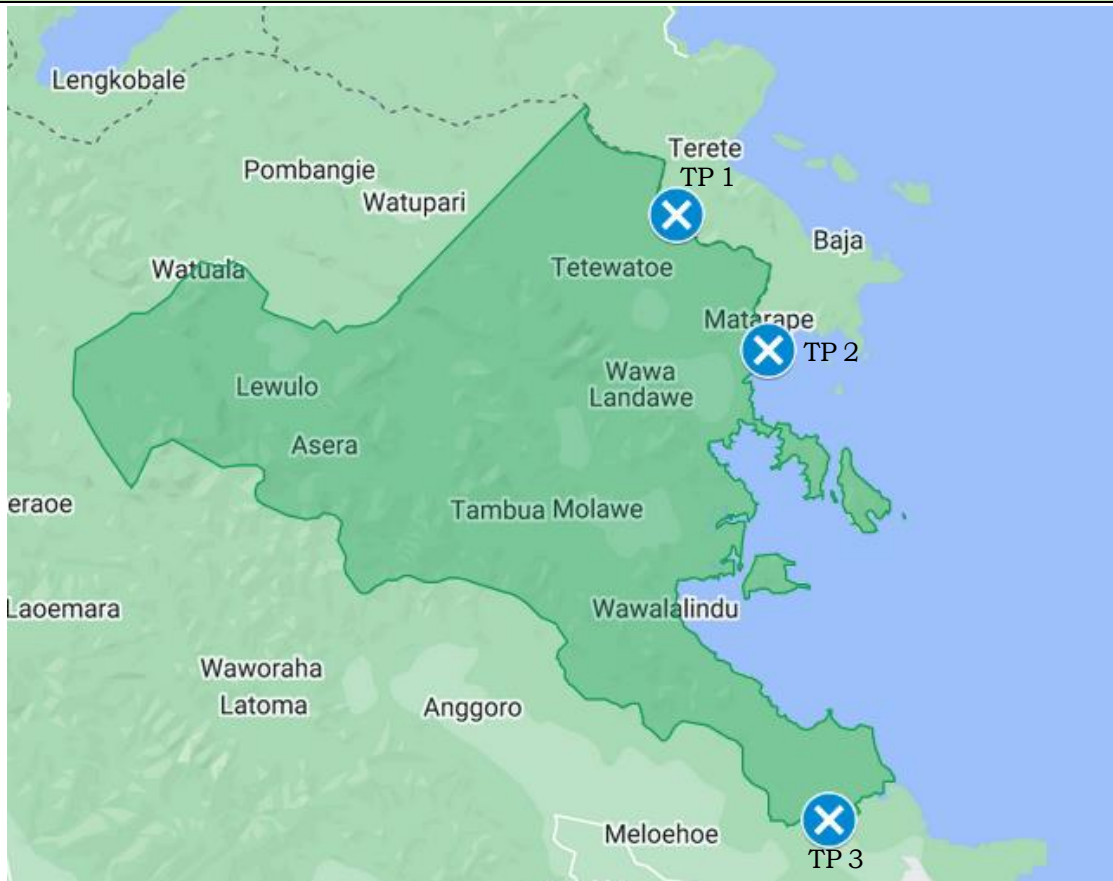 Lengkobale
Terete
TP 1
Pombangie
Watupari
Baja
Watuala
Tetewatoe
Matarape
TP 2
Wawa
Landawe
Lewulo
Asera
eraoe
Tambua
Molawe
Laoemara
Wawalalindu
Waworaha
Latoma
Anggoro
Meloehoe
TP 3